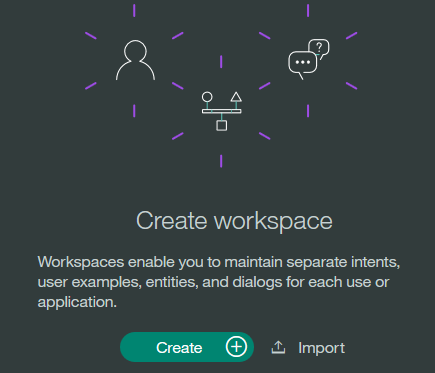 ?
Create workspace
Workspaces enable you to maintain separate intents,
user examples, entities, and dialogs for each use or
application.
Create
Import